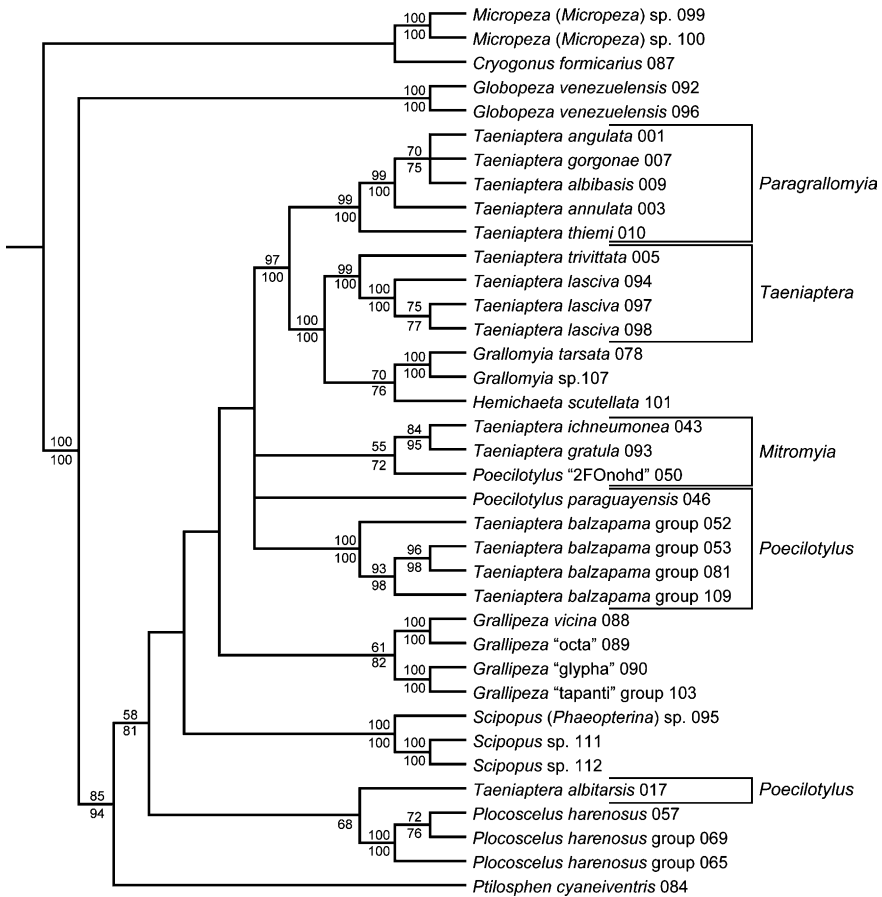 Micropeza (Micropeza) sp. 099
100
100
Micropeza (Micropeza) sp. 100
Cryogonus formicarius 087
Globopeza venezuelensis 092
100
100
Globopeza venezuelensis 096
Taeniaptera angulata 001
70
75
Taeniaptera gorgonae 007
99
100
Taeniaptera albibasis 009
Paragrallomyia
99
100
Taeniaptera annulata 003
Taeniaptera thiemi 010
97
100
Taeniaptera trivittata 005
99
100
Taeniaptera lasciva 094
100
100
Taeniaptera
Taeniaptera lasciva 097
75
77
100
100
Taeniaptera lasciva 098
Grallomyia tarsata 078
100
100
Grallomyia sp.107
70
76
Hemichaeta scutellata 101
Taeniaptera ichneumonea 043
84
95
100
100
Taeniaptera gratula 093
55
72
Mitromyia
Poecilotylus “2FOnohd” 050
Poecilotylus paraguayensis 046
Taeniaptera balzapama group 052
100
100
Taeniaptera balzapama group 053
96
98
Poecilotylus
Taeniaptera balzapama group 081
93
98
Taeniaptera balzapama group 109
Grallipeza vicina 088
100
100
Grallipeza “octa” 089
61
82
Grallipeza “glypha” 090
100
100
Grallipeza “tapanti” group 103
Scipopus (Phaeopterina) sp. 095
58
81
100
100
Scipopus sp. 111
100
100
Scipopus sp. 112
Taeniaptera albitarsis 017
Poecilotylus
85
94
68
Plocoscelus harenosus 057
72
76
Plocoscelus harenosus group 069
100
100
Plocoscelus harenosus group 065
Ptilosphen cyaneiventris 084